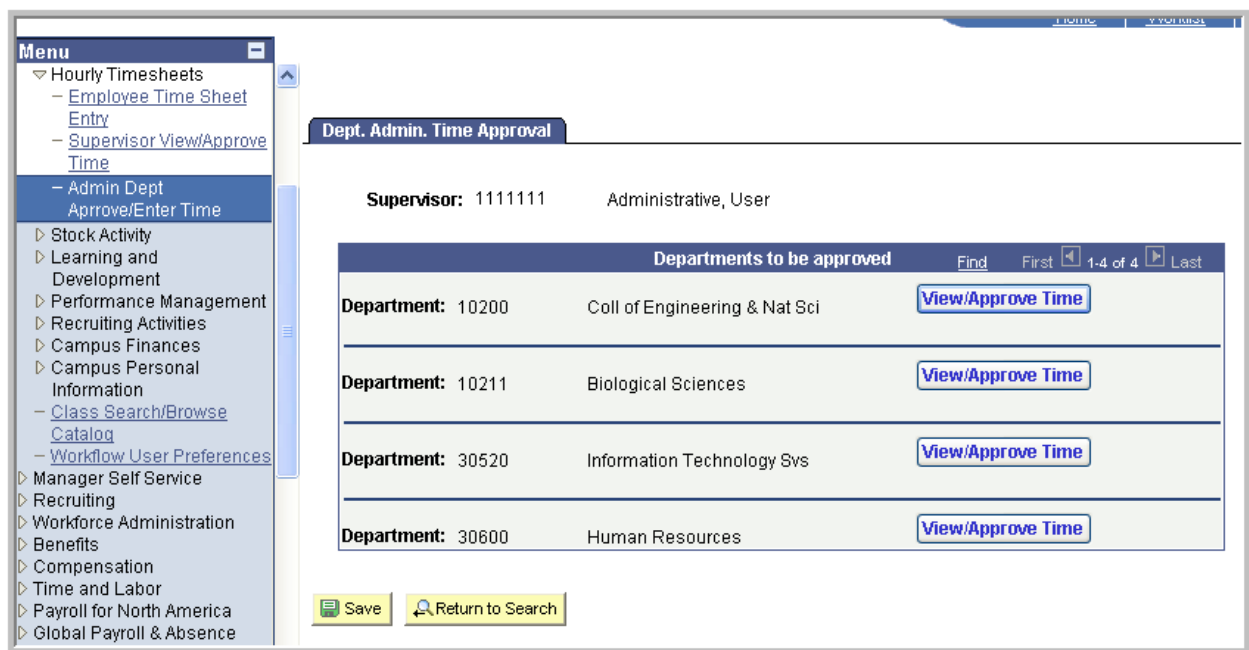 Home | Worklist
Menu
Hourly Timesheets
Employee Time Sheet
Entry
Supervisor View/Approve
Time
Admin Dept
Aprrove/Enter Time
Stock Activity
Learning and
Development
Performance Management
Recruiting Activities
Campus Finances
Campus Personal
Information
Class Search/Browse
Catalog
Workflow User Preferences
Manager Self Service
Recruiting
Workforce Administration
Benefits
Compensation
Time and Labor
Payroll for North America
Global Payroll & Absence
Dept. Admin. Time Approval
Supervisor: 1111111 Administrative, User
Departments to be approved Find First 1-4 of 4 Last
Department: 10200 Coll of Engineering & Nat Sci View/Approve Time
Department: 10211 Biological Sciences View/Approve Time
Department: 30520 Information Technology Svs View/Approve Time
Department: 30600 Human Resources View/Approve Time
Save Return to Search